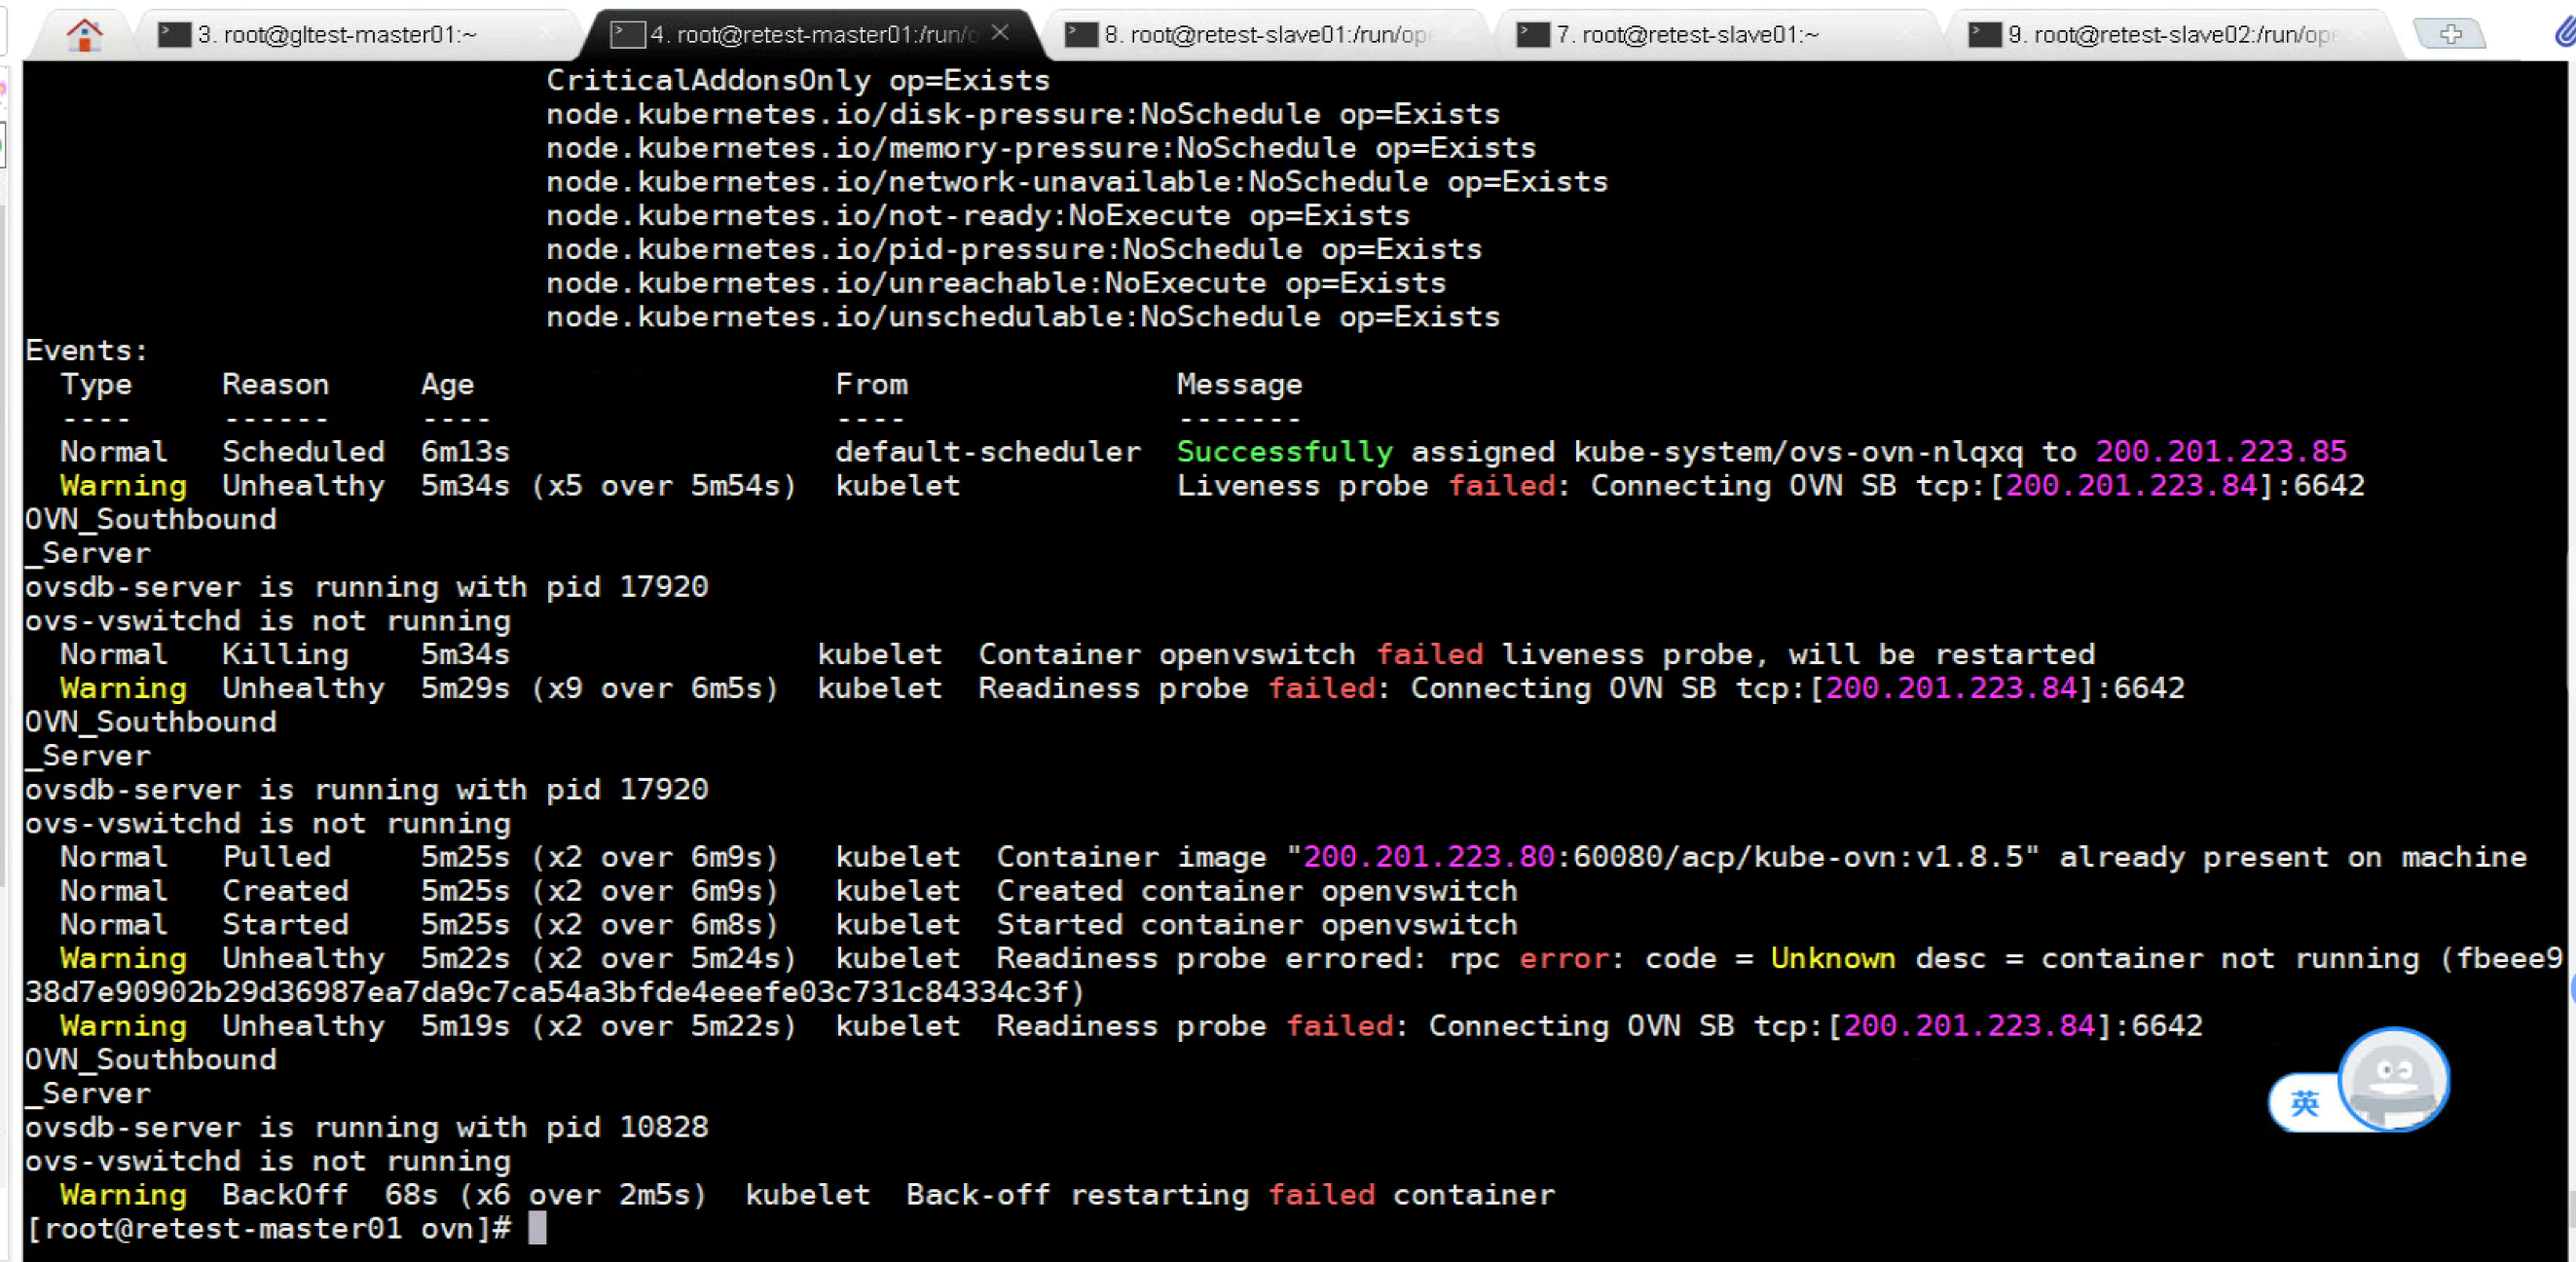 3. root@gltest-master01:~
4. root@retest-master01:/run/o
8. root@retest-slave01:/run/ope
7. root@retest-slave01:~
9. root@retest-slave02:/run/ope
CriticalAddonsOnly op=Exists
node.kubernetes.io/disk-pressure:NoSchedule op=Exists
node.kubernetes.io/memory-pressure:NoSchedule op=Exists
node.kubernetes.io/network-unavailable:NoSchedule op=Exists
node.kubernetes.io/not-ready:NoExecute op=Exists
node.kubernetes.io/pid-pressure:NoSchedule op=Exists
node.kubernetes.io/unreachable:NoExecute op=Exists
node.kubernetes.io/unschedulable:NoSchedule op=Exists
Events:
Type Reason Age From Message
---- ------ ---- ---- -------
Normal Scheduled 6m13s default-scheduler Successfully assigned kube-system/ovs-ovn-nlqxq to 200.201.223.85
Warning Unhealthy 5m34s (x5 over 5m54s) kubelet Liveness probe failed: Connecting OVN SB tcp:[200.201.223.84]:6642
OVN_Southbound
_Server
ovsdb-server is running with pid 17920
ovs-vswitchd is not running
Normal Killing 5m34s kubelet Container openvswitch failed liveness probe, will be restarted
Warning Unhealthy 5m29s (x9 over 6m5s) kubelet Readiness probe failed: Connecting OVN SB tcp:[200.201.223.84]:6642
OVN_Southbound
_Server
ovsdb-server is running with pid 17920
ovs-vswitchd is not running
Normal Pulled 5m25s (x2 over 6m9s) kubelet Container image "200.201.223.80:60080/acp/kube-ovn:v1.8.5" already present on machine
Normal Created 5m25s (x2 over 6m9s) kubelet Created container openvswitch
Normal Started 5m25s (x2 over 6m8s) kubelet Started container openvswitch
Warning Unhealthy 5m22s (x2 over 5m24s) kubelet Readiness probe errored: rpc error: code = Unknown desc = container not running (fbeee9
38d7e90902b29d36987ea7da9c7ca54a3bfde4eeefe03c731c84334c3f)
Warning Unhealthy 5m19s (x2 over 5m22s) kubelet Readiness probe failed: Connecting OVN SB tcp:[200.201.223.84]:6642
OVN_Southbound
_Server
ovsdb-server is running with pid 10828
ovs-vswitchd is not running
Warning BackOff 68s (x6 over 2m5s) kubelet Back-off restarting failed container
[root@retest-master01 ovn]#
英